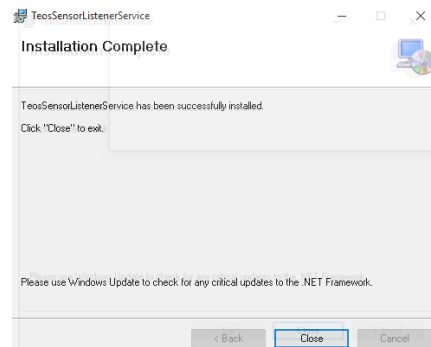 TeosSensorListenerService
Installation Complete
TeosSensorListenerService has been successfully installed.
Click "Close" to exit.
Please use Windows Update to check for any critical updates to the .NET Framework.
< Back
Close
Cancel